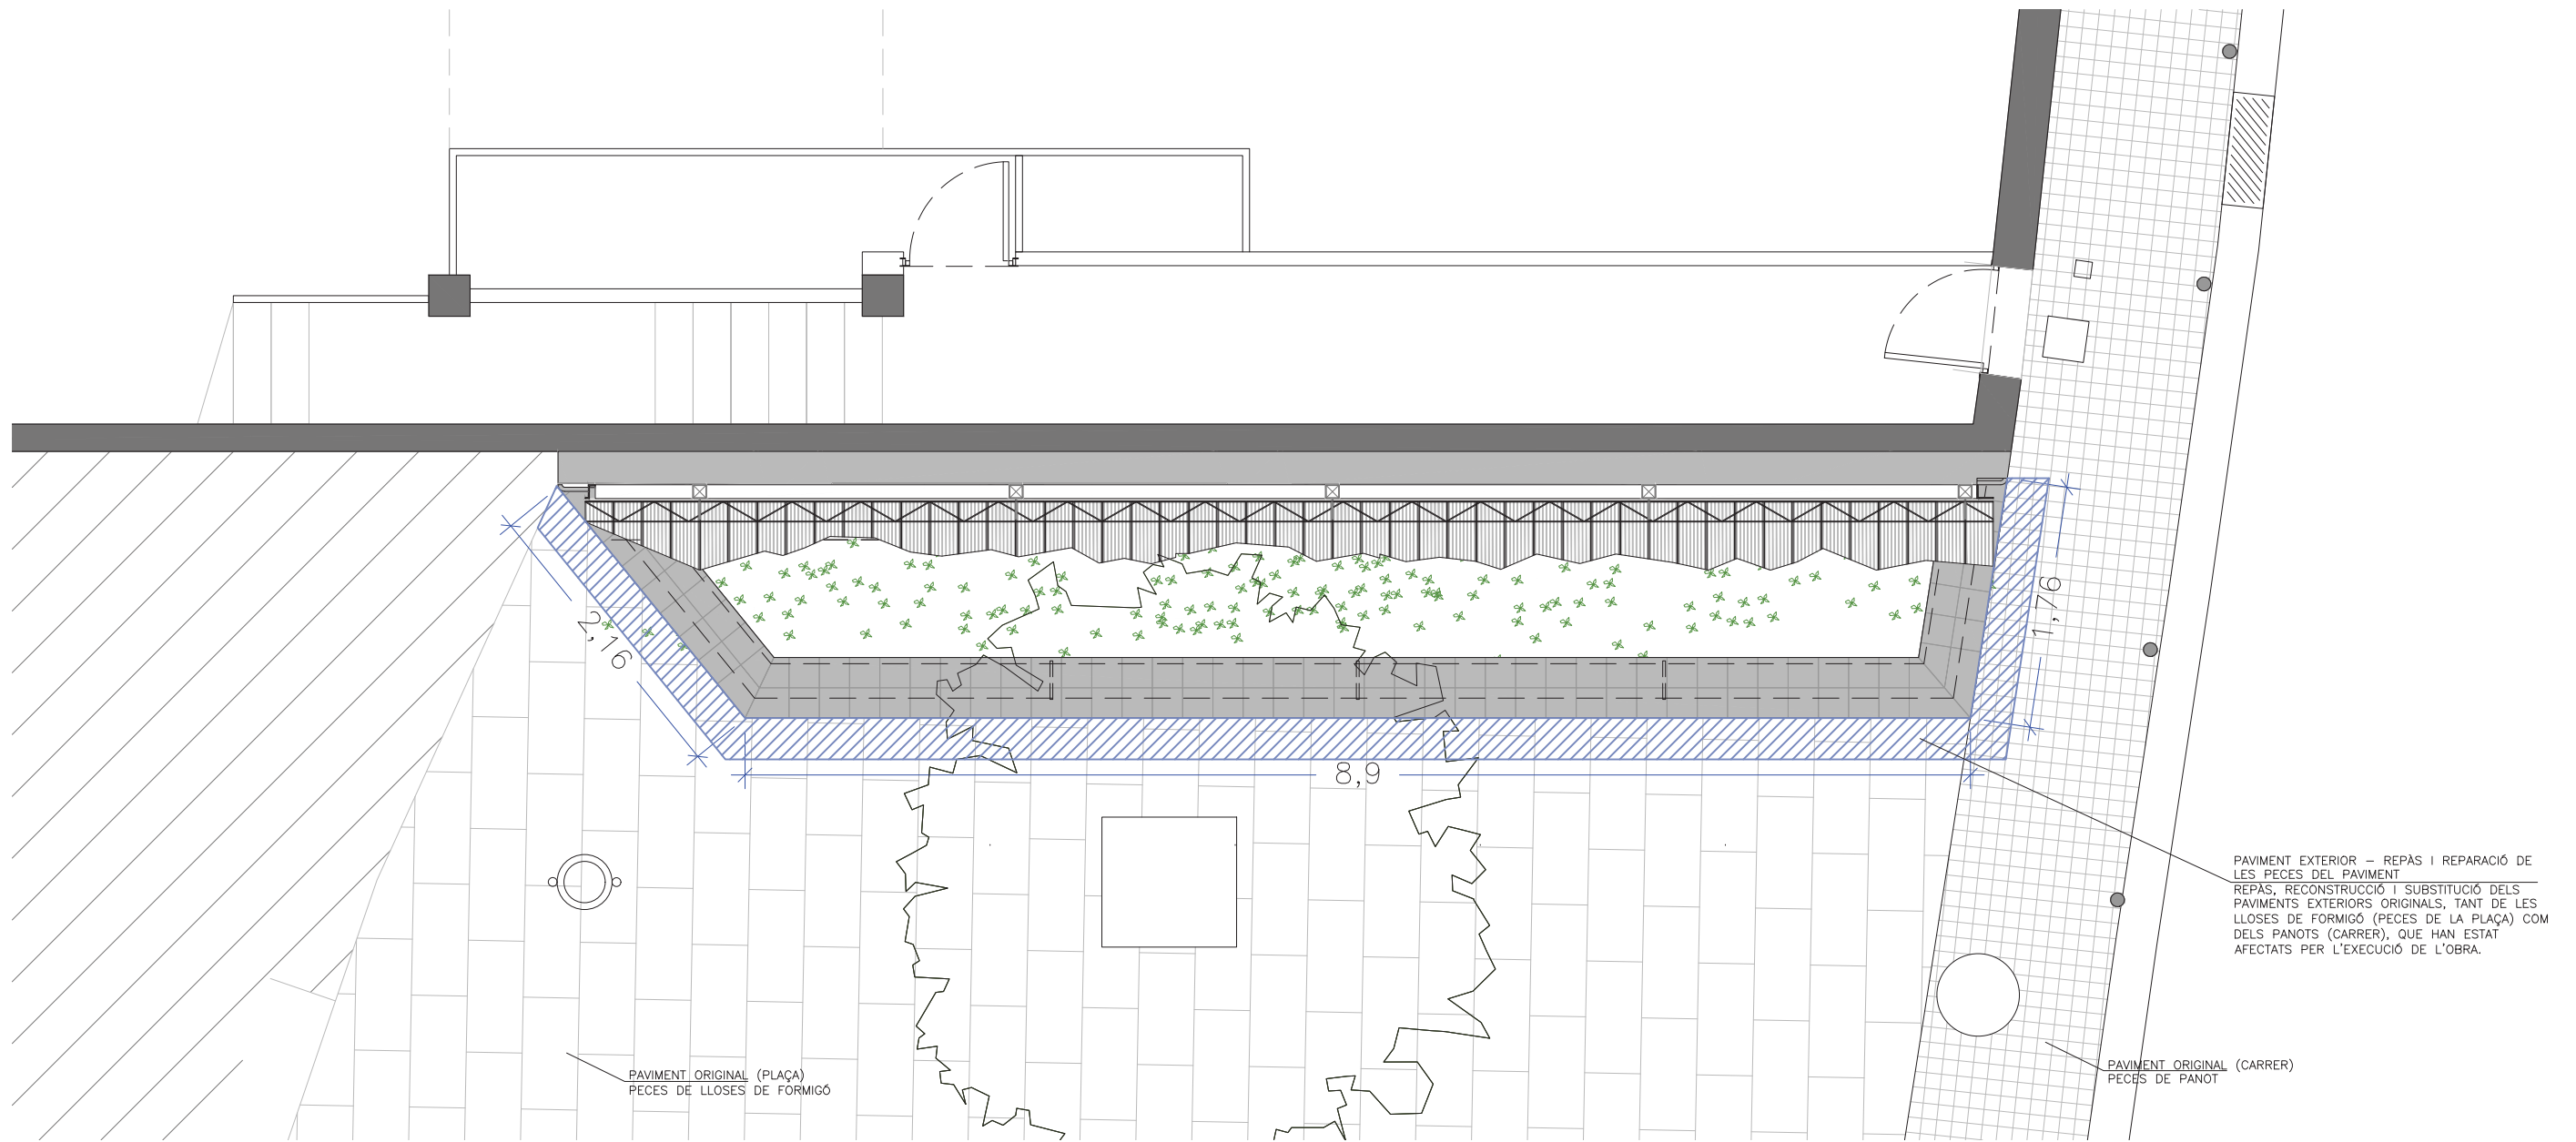 2,16
1,76
8,9
PAVIMENT EXTERIOR – REPÀS I REPARACIÓ DE
LES PECES DEL PAVIMENT
REPÀS, RECONSTRUCCIÓ I SUBSTITUCIÓ DELS
PAVIMENTS EXTERIORS ORIGINALS, TANT DE LES
LLOSES DE FORMIGÓ (PECES DE LA PLAÇA) COM
DELS PANOTS (CARRER), QUE HAN ESTAT
AFECTATS PER L'EXECUCIÓ DE L'OBRA.
PAVIMENT ORIGINAL (PLAÇA)
PECES DE LLOSES DE FORMIGÓ
PAVIMENT ORIGINAL (CARRER)
PECES DE PANOT